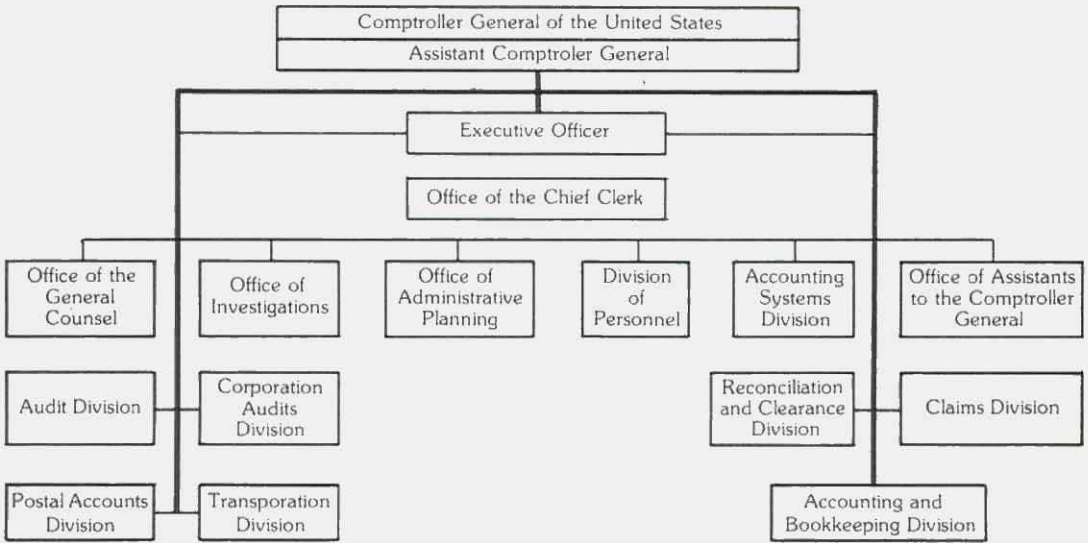 Comptroller General of the United States
Assistant Comptroler General
Executive Officer
Office of the Chief Clerk
Office of the
General
Counsel
Office of
Investigations
Office of
Administrative
Planning
Division
of
Personnel
Accounting
Systems
Division
Office of Assistants
to the Comptroller
General
Audit Division
Corporation
Audits
Division
Reconciliation
and Clearance
Division
Claims Division
Postal Accounts
Division
Transporation
Division
Accounting and
Bookkeeping Division